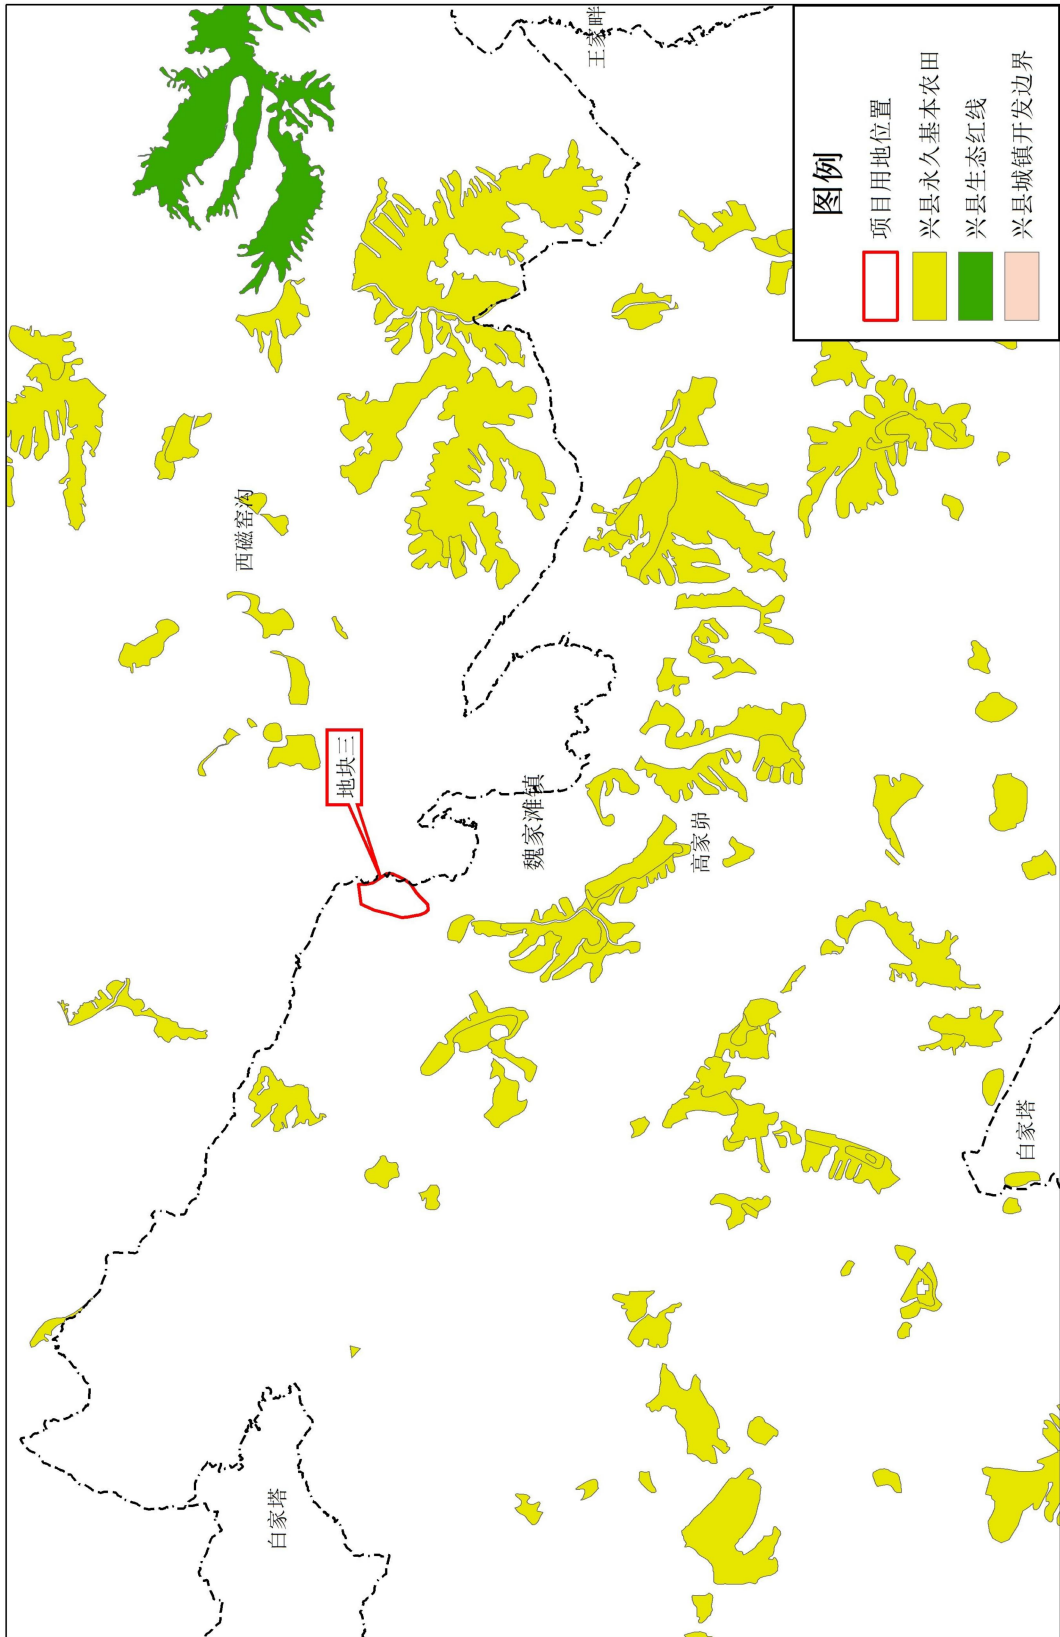 西磁窑沟
白家塔
地块三
魏家滩镇
王家畔
高家峁
图例
项目用地位置
兴县永久基本农田
兴县生态红线
兴县城镇开发边界
白家塔